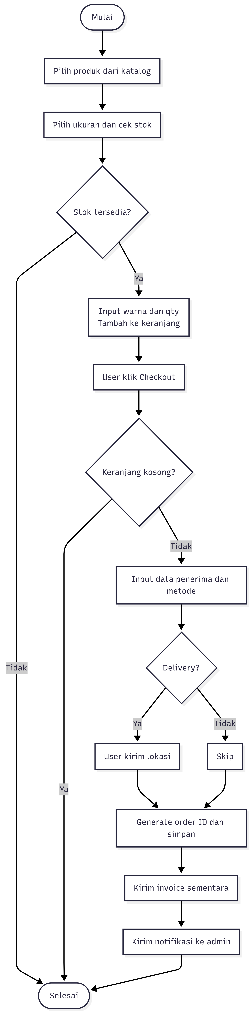 Mulai
Pilih produk dari katalog
Pilih ukuran dan cek stok
Stok tersedia?
Ya
Input warna dan qty
Tambah ke keranjang
User klik Checkout
Keranjang kosong?
Tidak
Input data penerima dan
metode
Tidak
Delivery?
Ya
Tidak
User kirim lokasi
Skip
Ya
Generate order ID dan
simpan
Kirim invoice sementara
Kirim notifikasi ke admin
Selesai